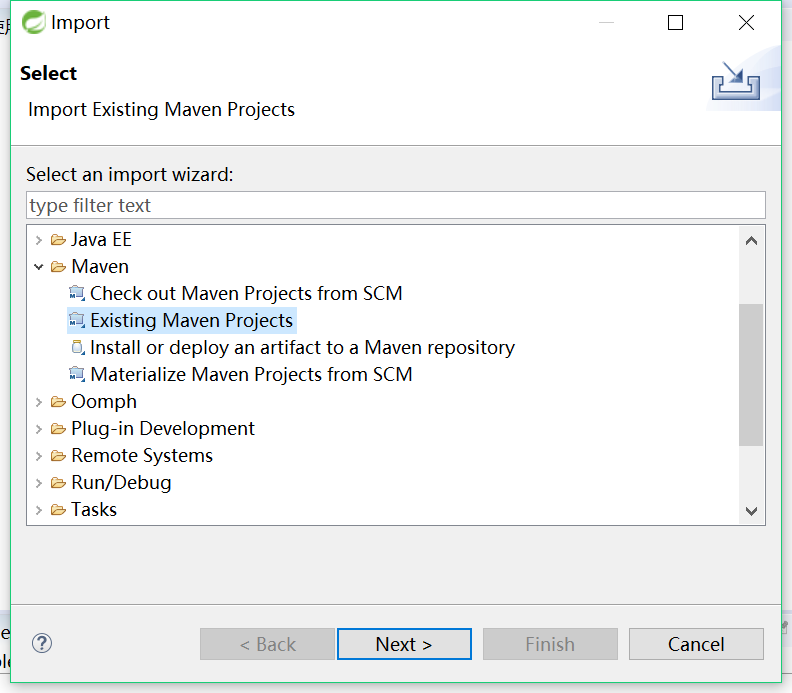 Import
Select
Import Existing Maven Projects
Select an import wizard:
type filter text
Java EE
Maven
Check out Maven Projects from SCM
Existing Maven Projects
Install or deploy an artifact to a Maven repository
Materialize Maven Projects from SCM
Oomph
Plug-in Development
Remote Systems
Run/Debug
Tasks
?
< Back
Next >
Finish
Cancel